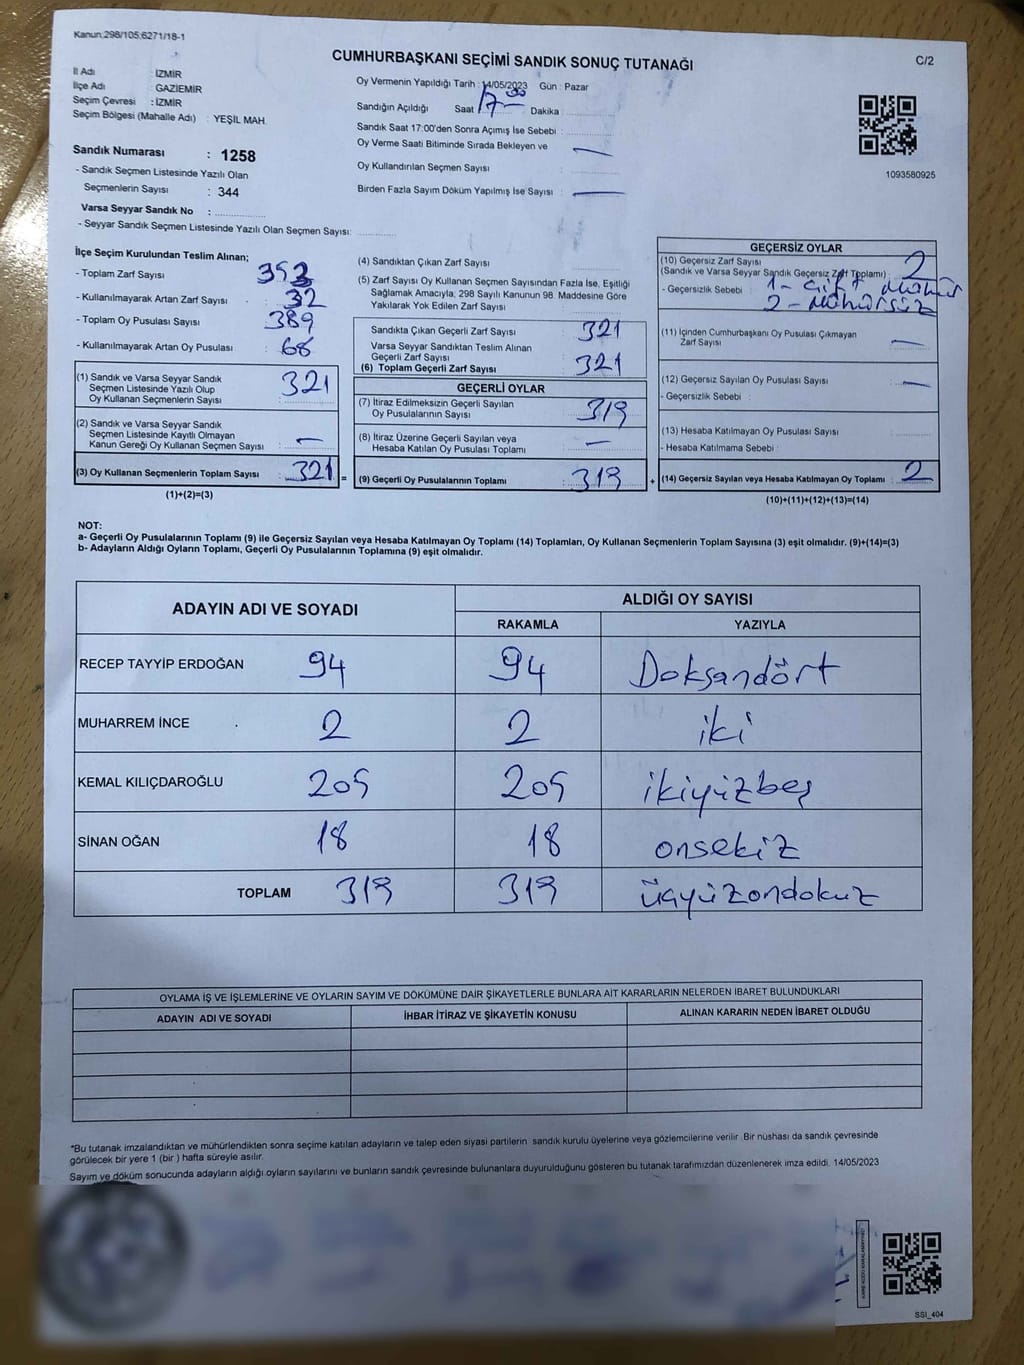 Kanun:298/105;6271/18-1
CUMHURBAŞKANI SEÇİMİ SANDIK SONUÇ TUTANAĞI
C/2
İl Adı İZMİR
İlçe Adı GAZİEMİR
Seçim Çevresi : İZMİR
Seçim Bölgesi (Mahalle Adı) : YEŞİL MAH.
Sandık Numarası : 1258
- Sandık Seçmen Listesinde Yazılı Olan
Seçmenlerin Sayısı : 344
Varsa Seyyar Sandık No :
- Seyyar Sandık Seçmen Listesinde Yazılı Olan Seçmen Sayısı:
Oy Vermenin Yapıldığı Tarih : 14/05/2023 Gün : Pazar
Sandığın Açıldığı Saat 17 00 Dakika :
Sandık Saat 17:00'den Sonra Açımış İse Sebebi :
Oy Verme Saati Bitiminde Sırada Bekleyen ve —
Oy Kullandırılan Seçmen Sayısı :
Birden Fazla Sayım Döküm Yapılmış İse Sayısı : —
1093580925
İlçe Seçim Kurulundan Teslim Alınan;
- Toplam Zarf Sayısı : 353
- Kullanılmayarak Artan Zarf Sayısı : 32
- Toplam Oy Pusulası Sayısı : 389
- Kullanılmayarak Artan Oy Pusulası : 68
(1) Sandık ve Varsa Seyyar Sandık
Seçmen Listesinde Yazılı Olup
Oy Kullanan Seçmenlerin Sayısı : 321
(2) Sandık ve Varsa Seyyar Sandık
Seçmen Listesinde Kayıtlı Olmayan
Kanun Gereği Oy Kullanan Seçmen Sayısı : —
(3) Oy Kullanan Seçmenlerin Toplam Sayısı : 321 =
(1)+(2)=(3)
(4) Sandıktan Çıkan Zarf Sayısı :
(5) Zarf Sayısı Oy Kullanan Seçmen Sayısından Fazla İse, Eşitliği
Sağlamak Amacıyla; 298 Sayılı Kanunun 98. Maddesine Göre
Yakılarak Yok Edilen Zarf Sayısı :
Sandıkta Çıkan Geçerli Zarf Sayısı : 321
Varsa Seyyar Sandıktan Teslim Alınan
Geçerli Zarf Sayısı :
(6) Toplam Geçerli Zarf Sayısı : 321
GEÇERLİ OYLAR
(7) İtiraz Edilmeksizin Geçerli Sayılan
Oy Pusulalarının Sayısı : 319
(8) İtiraz Üzerine Geçerli Sayılan veya
Hesaba Katılan Oy Pusulası Toplamı : —
(9) Geçerli Oy Pusulalarının Toplamı : 319 +
GEÇERSİZ OYLAR
(10) Geçersiz Zarf Sayısı
(Sandık ve Varsa Seyyar Sandık Geçersiz Zarf Toplamı) : 2
- Geçersizlik Sebebi : 1- Çift mühür
2- mühürsüz
(11) İçinden Cumhurbaşkanı Oy Pusulası Çıkmayan
Zarf Sayısı : —
(12) Geçersiz Sayılan Oy Pusulası Sayısı : —
- Geçersizlik Sebebi :
(13) Hesaba Katılmayan Oy Pusulası Sayısı :
- Hesaba Katılmama Sebebi :
(14) Geçersiz Sayılan veya Hesaba Katılmayan Oy Toplamı : 2
(10)+(11)+(12)+(13)=(14)
NOT:
a- Geçerli Oy Pusulalarının Toplamı (9) ile Geçersiz Sayılan veya Hesaba Katılmayan Oy Toplamı (14) Toplamları, Oy Kullanan Seçmenlerin Toplam Sayısına (3) eşit olmalıdır. (9)+(14)=(3)
b- Adayların Aldığı Oyların Toplamı, Geçerli Oy Pusulalarının Toplamına (9) eşit olmalıdır.
ADAYIN ADI VE SOYADI
ALDIĞI OY SAYISI
RAKAMLA YAZIYLA
RECEP TAYYİP ERDOĞAN 94 94 Doksandört
MUHARREM İNCE 2 2 iki
KEMAL KILIÇDAROĞLU 205 205 ikiyüzbeş
SİNAN OĞAN 18 18 onsekiz
TOPLAM 319 319 üçyüzondokuz
OYLAMA İŞ VE İŞLEMLERİNE VE OYLARIN SAYIM VE DÖKÜMÜNE DAİR ŞİKAYETLERLE BUNLARA AİT KARARLARIN NELERDEN İBARET BULUNDUKLARI
ADAYIN ADI VE SOYADI İHBAR İTİRAZ VE ŞİKAYETİN KONUSU ALINAN KARARIN NEDEN İBARET OLDUĞU
*Bu tutanak imzalandıktan ve mühürlendikten sonra seçime katılan adayların ve talep eden siyasi partilerin sandık kurulu üyelerine veya gözlemcilerine verilir. Bir nüshası da sandık çevresinde
görülecek bir yere 1 (bir ) hafta süreyle asılır.
Sayım ve döküm sonucunda adayların aldığı oyların sayılarını ve bunların sandık çevresinde bulunanlara duyurulduğunu gösteren bu tutanak tarafımızdan düzenlenerek imza edildi. 14/05/2023
SSİ_404